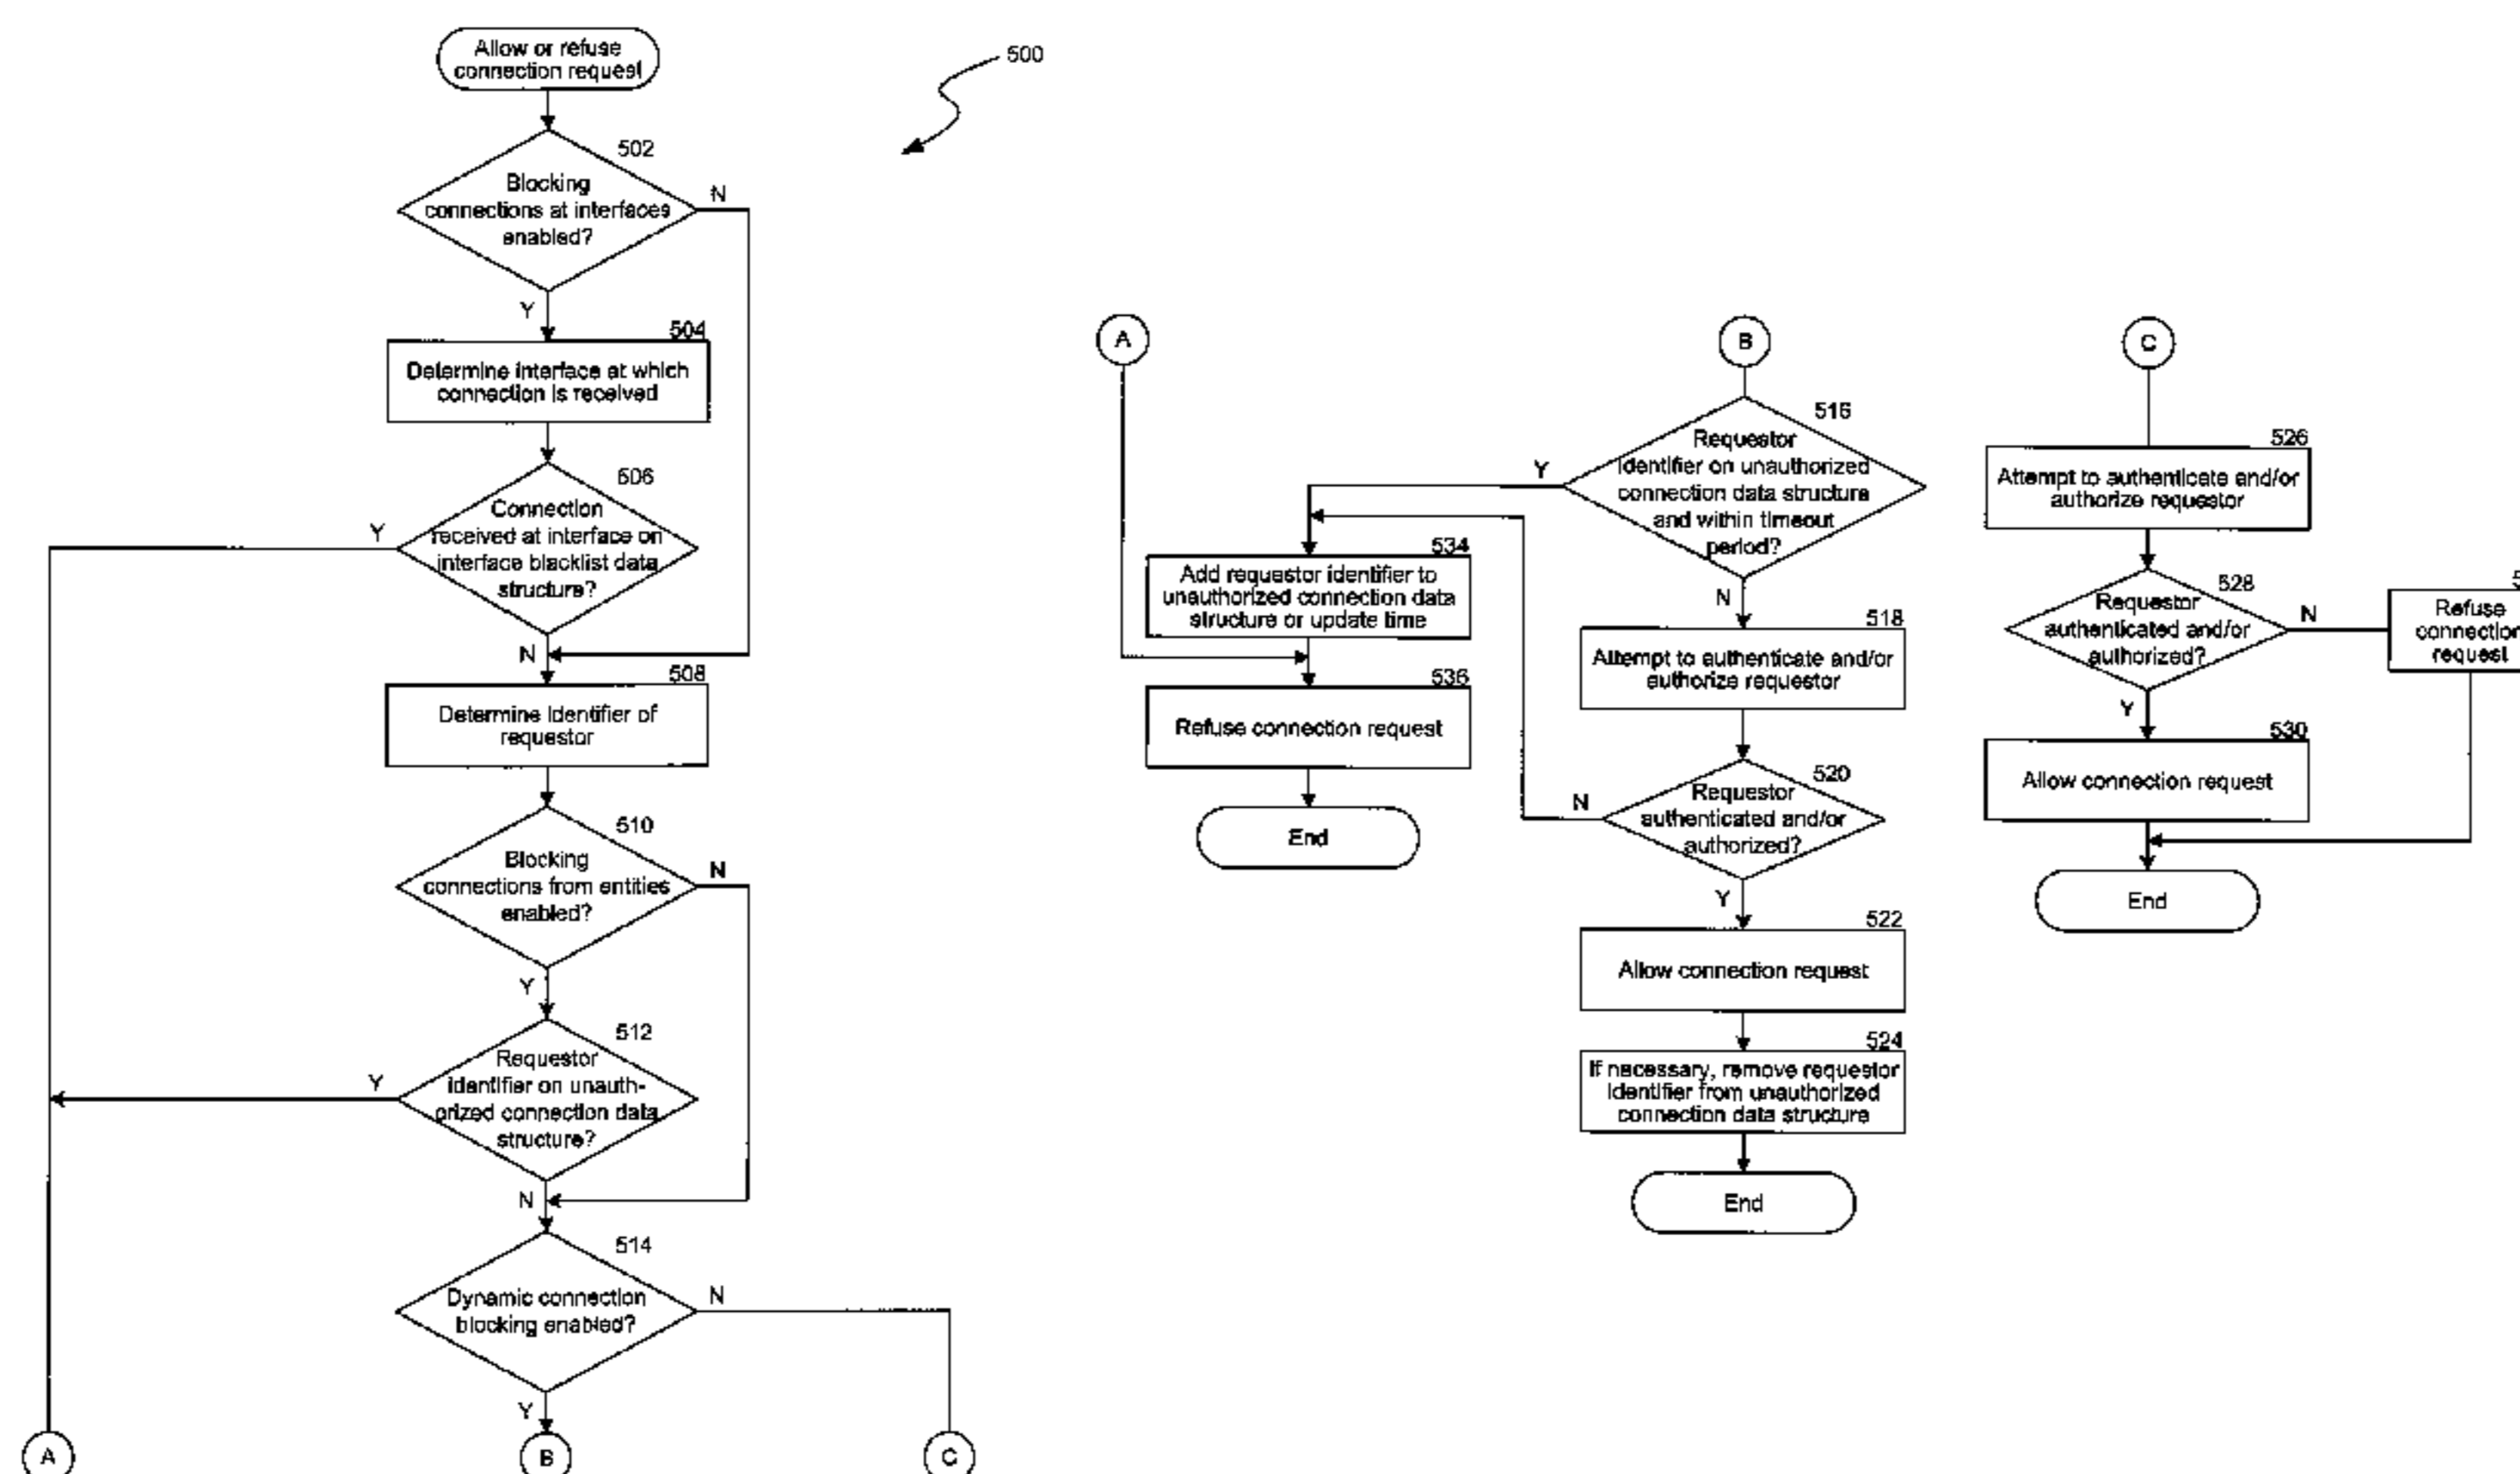 Allow or refuse
connection request
500
502
Blocking
connections at interfaces
enabled?
N
Y
504
Determine interface at which
connection is received
506
Connection
received at interface on
interface blacklist data
structure?
Y
N
508
Determine identifier of
requestor
510
Blocking
connections from entities
enabled?
N
Y
512
Requestor
identifier on unauth-
orized connection data
structure?
Y
N
514
Dynamic connection
blocking enabled?
N
Y
A
B
C
A
534
Add requestor identifier to
unauthorized connection data
structure or update time
536
Refuse connection request
End
B
516
Requestor
identifier on unauthorized
connection data structure
and within timeout
period?
Y
N
518
Attempt to authenticate and/or
authorize requestor
520
Requestor
authenticated and/or
authorized?
N
Y
522
Allow connection request
524
If necessary, remove requestor
identifier from unauthorized
connection data structure
End
C
526
Attempt to authenticate and/or
authorize requestor
528
Requestor
authenticated and/or
authorized?
N
Y
Refuse
connection
request
530
Allow connection request
End